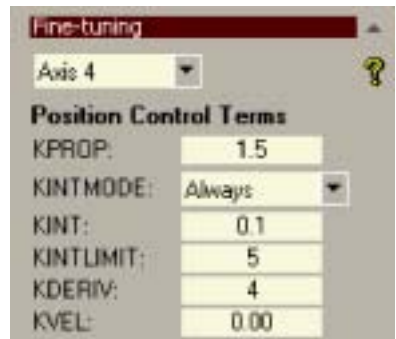 Fine-tuning
Axis 4
Position Control Terms
KPROP: 1.5
KINTMODE: Always
KINT: 0.1
KINTLIMIT: 5
KDERIV: 4
KVEL: 0.00